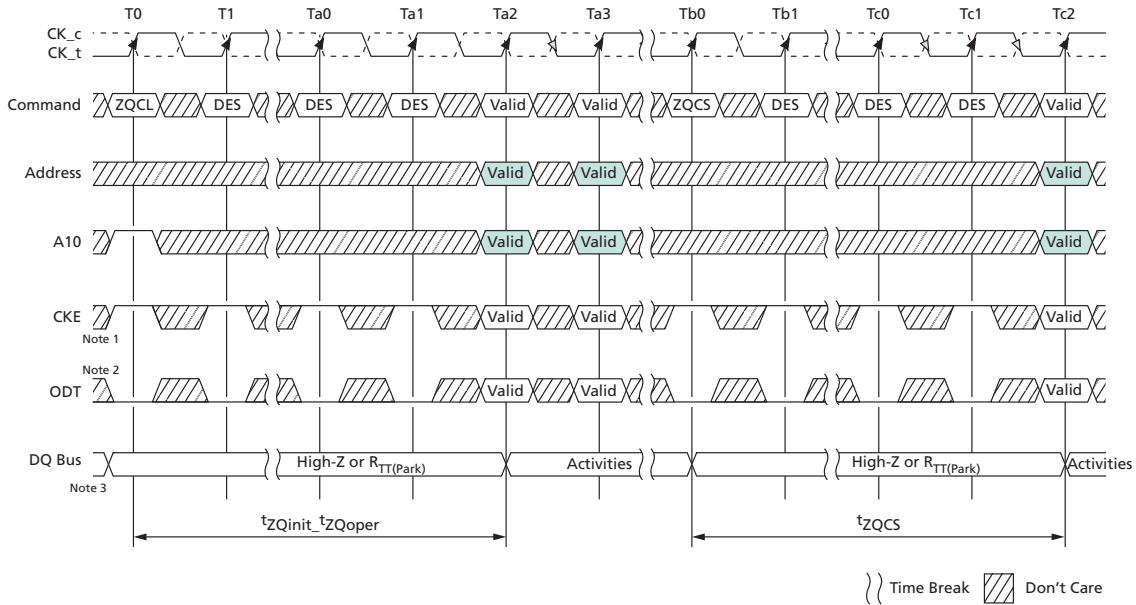 T0 T1 Ta0 Ta1 Ta2 Ta3 Tb0 Tb1 Tc0 Tc1 Tc2
CK_c
CK_t
Command ZQCL DES DES DES Valid Valid ZQCS DES DES DES Valid
Address Valid Valid Valid
A10 Valid Valid Valid
CKE Valid Valid Valid
Note 1
Note 2
ODT Valid Valid Valid
DQ Bus High-Z or RTT(Park) Activities High-Z or RTT(Park) Activities
Note 3
tZQinit_tZQoper tZQCS
Time Break Don't Care